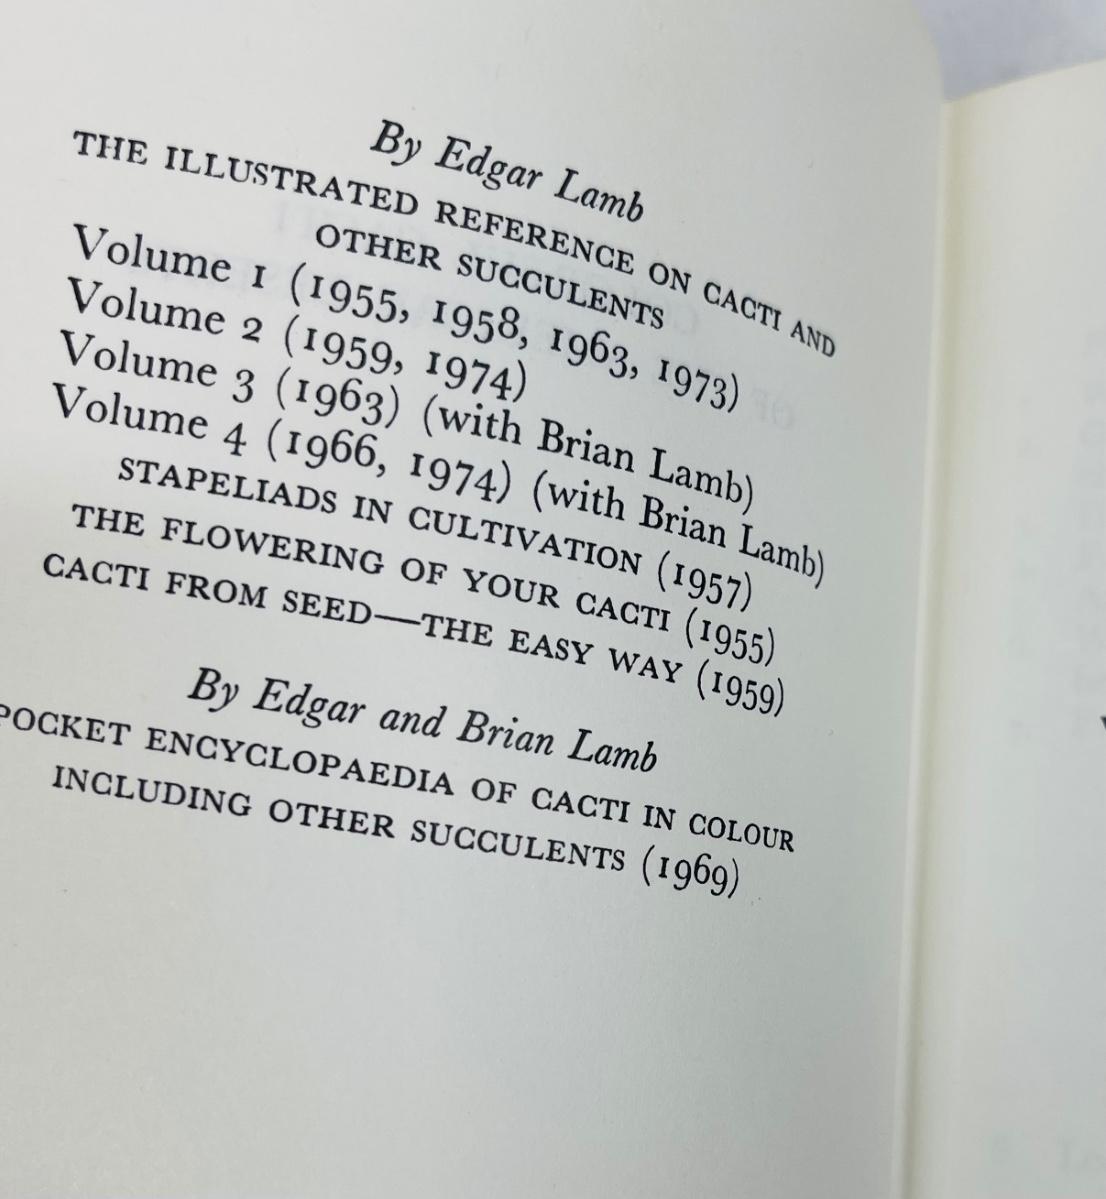 By Edgar Lamb
THE ILLUSTRATED REFERENCE ON CACTI AND
OTHER SUCCULENTS
Volume 1 (1955, 1958, 1963, 1973)
Volume 2 (1959, 1974)
Volume 3 (1963) (with Brian Lamb)
Volume 4 (1966, 1974) (with Brian Lamb)
STAPELIADS IN CULTIVATION (1957)
THE FLOWERING OF YOUR CACTI (1955)
CACTI FROM SEED—THE EASY WAY (1959)
By Edgar and Brian Lamb
POCKET ENCYCLOPAEDIA OF CACTI IN COLOUR
INCLUDING OTHER SUCCULENTS (1969)